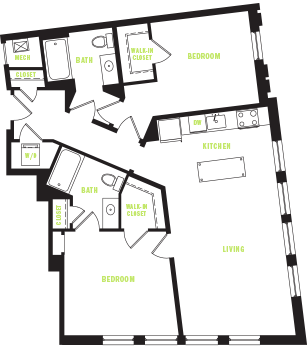 MECH
CLOSET
BATH
WALK-IN
CLOSET
BEDROOM
W/D
DW
KITCHEN
BATH
CLOSET
WALK-IN
CLOSET
LIVING
BEDROOM